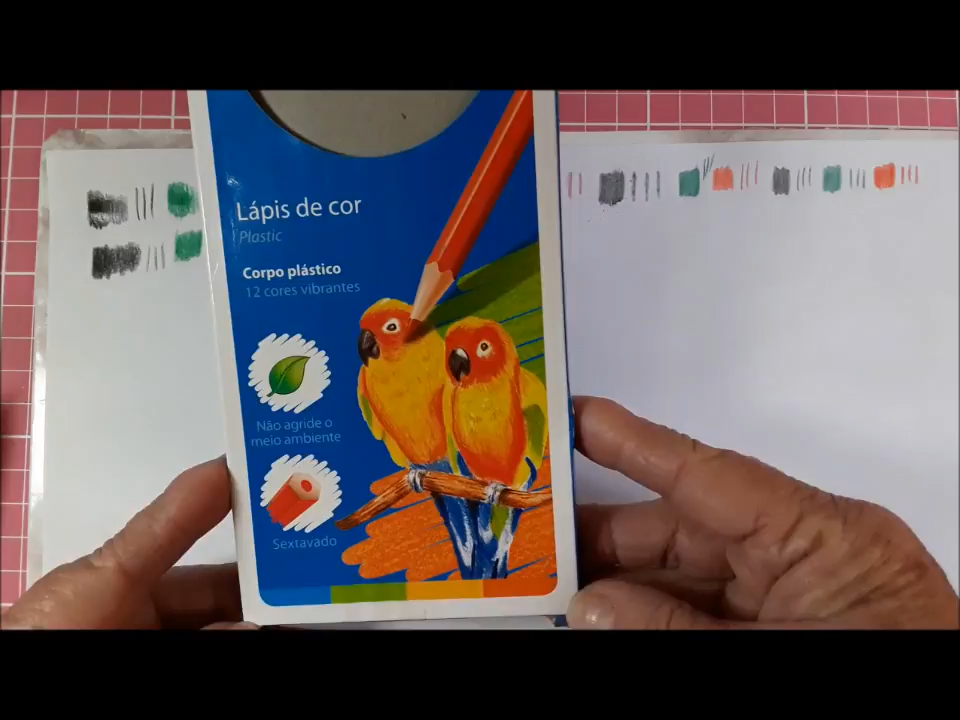 Lápis de cor
Plastic
Corpo plástico
12 cores vibrantes
Não agride o
meio ambiente
Sextavado